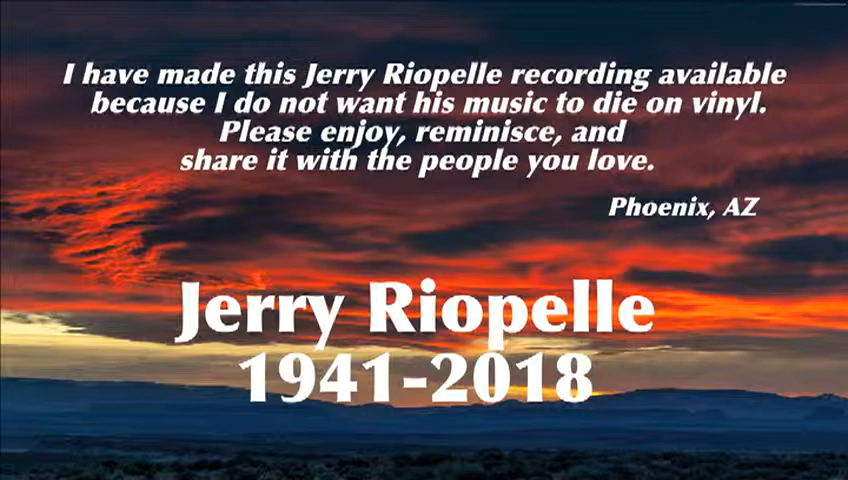 I have made this Jerry Riopelle recording available
because I do not want his music to die on vinyl.
Please enjoy, reminisce, and
share it with the people you love.
Phoenix, AZ
Jerry Riopelle
1941-2018